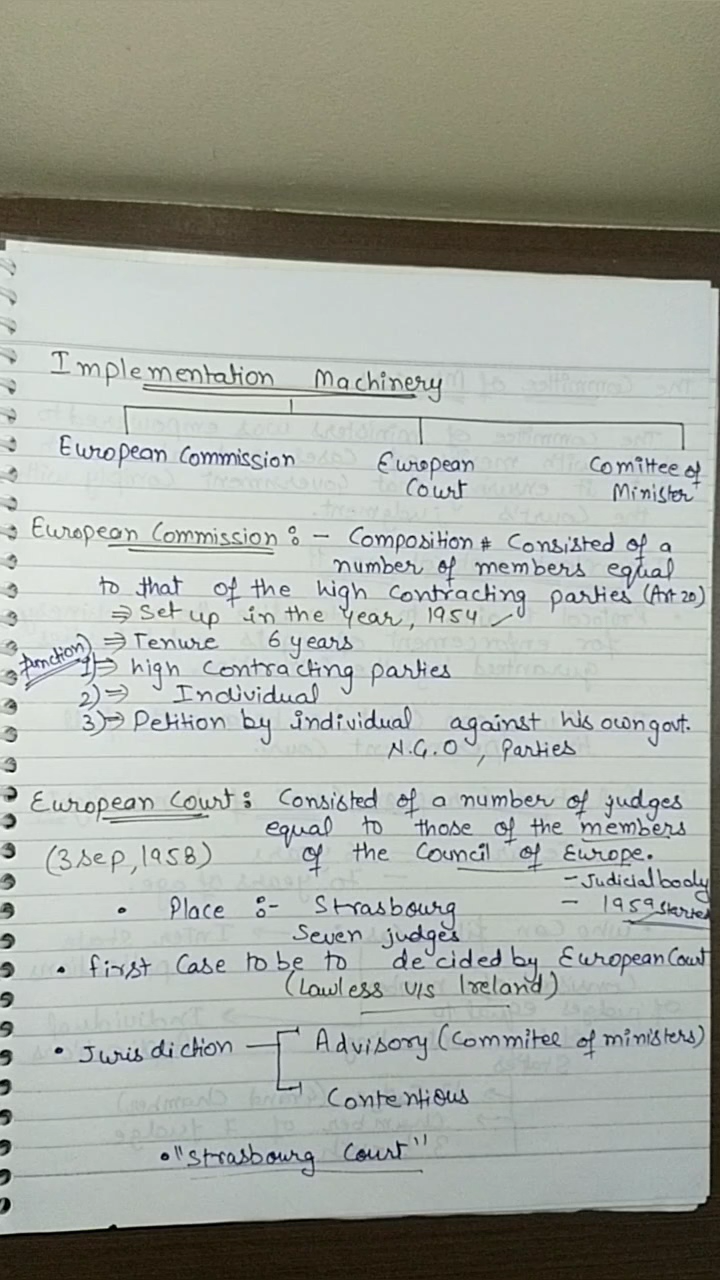 Implementation Machinery
European Commission European Court Comittee of Minister
European Commission :- Composition # Consisted of a
number of members equal
to that of the high contracting parties (Art 20)
⇒ Set up in the year, 1954 ✓
⇒ Tenure 6 years
function) 1)⇒ high contracting parties
2)⇒ Individual
3)⇒ Petition by individual against his own govt.
N.G.O, Parties
European Court : Consisted of a number of judges
equal to those of the members
(3 Sep, 1958) of the Council of Europe.
- Judicial body
• Place :- Strasbourg - 1959 started
Seven judges
• first Case to be to decided by European Court
(Lawless v/s Ireland)
• Jurisdiction - Advisory (Commitee of ministers)
Contentious
• "Strasbourg Court"